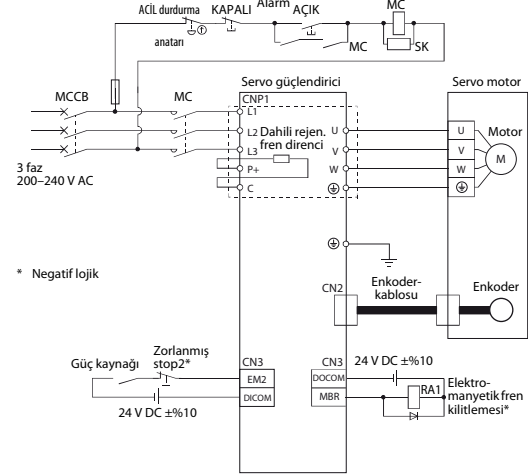 ACİL durdurma
anatarı
KAPALI
Alarm
AÇIK
MC
MC
SK
MCCB
MC
Servo güçlendirici
Servo motor
CNP1
L1
L2
L3
P+
C
Dahili rejen.
fren direnci
U
V
W
U
V
W
Motor
M
3 faz
200–240 V AC
* Negatif lojik
CN2
Enkoder-
kablosu
Enkoder
Güç kaynağı
Zorlanmış
stop2*
24 V DC ±%10
CN3
EM2
DICOM
CN3
DOCOM
MBR
24 V DC ±%10
RA1
Elektro-
manyetik fren
kilitlemesi*